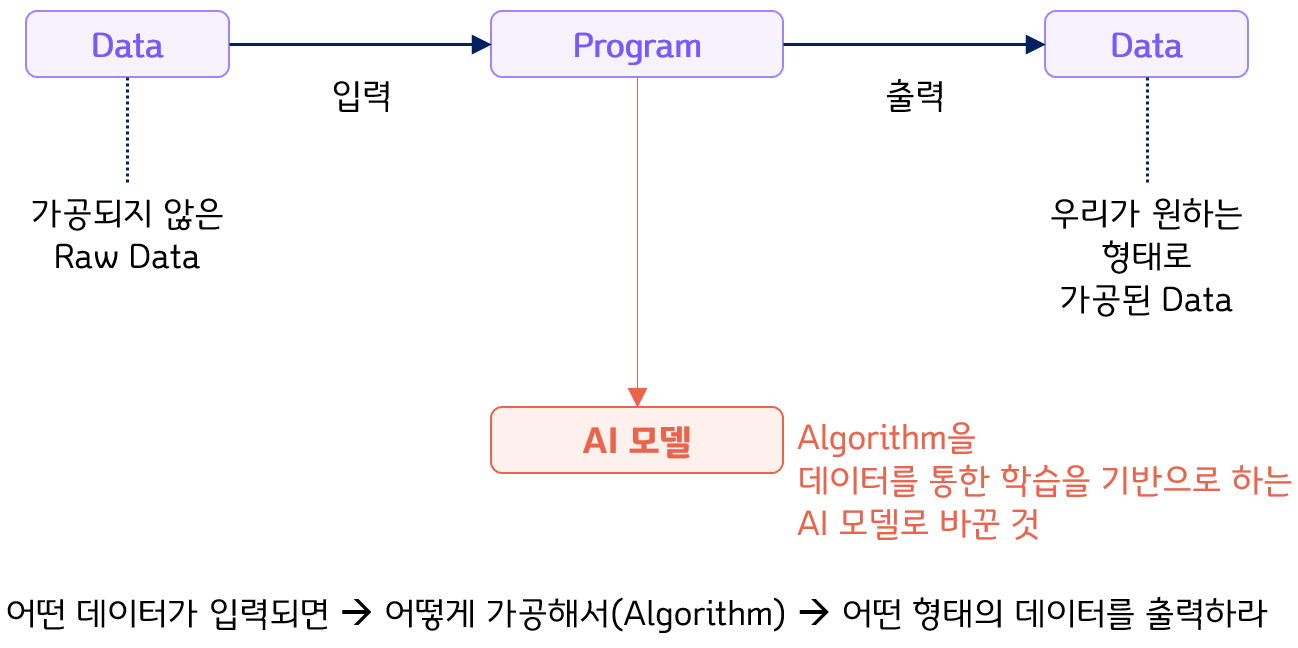 Data
Program
Data
입력
출력
가공되지 않은
Raw Data
우리가 원하는
형태로
가공된 Data
AI 모델
Algorithm을
데이터를 통한 학습을 기반으로 하는
AI 모델로 바꾼 것
어떤 데이터가 입력되면 → 어떻게 가공해서(Algorithm) → 어떤 형태의 데이터를 출력하라